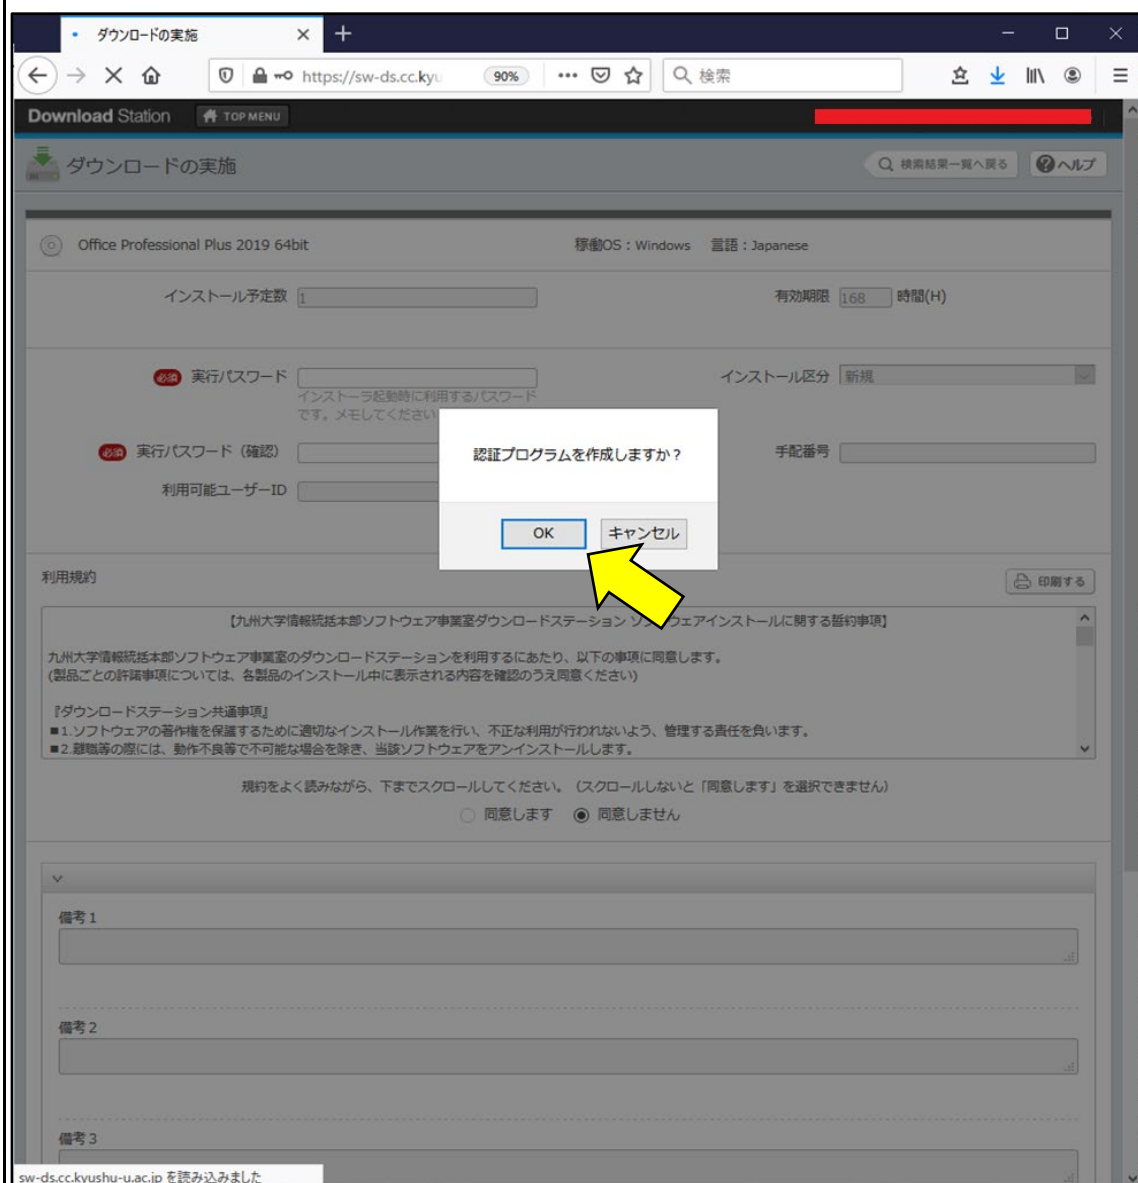 ダウンロードの実施
https://sw-ds.cc.kyu
90%
検索
Download Station
TOP MENU
ダウンロードの実施
検索結果一覧へ戻る
ヘルプ
Office Professional Plus 2019 64bit
稼働OS：Windows 言語：Japanese
インストール予定数 1
有効期限 168 時間(H)
必須 実行パスワード
インストール区分 新規
インストーラ起動時に利用するパスワード
です。メモしてください
必須 実行パスワード（確認）
手配番号
利用可能ユーザーID
認証プログラムを作成しますか？
OK
キャンセル
利用規約
印刷する
【九州大学情報統括本部ソフトウェア事業室ダウンロードステーション ソフトウェアインストールに関する誓約事項】
九州大学情報統括本部ソフトウェア事業室のダウンロードステーションを利用するにあたり、以下の事項に同意します。
(製品ごとの許諾事項については、各製品のインストール中に表示される内容を確認のうえ同意ください)
『ダウンロードステーション共通事項』
■1.ソフトウェアの著作権を保護するために適切なインストール作業を行い、不正な利用が行われないよう、管理する責任を負います。
■2.離職等の際には、動作不良等で不可能な場合を除き、当該ソフトウェアをアンインストールします。
規約をよく読みながら、下までスクロールしてください。（スクロールしないと「同意します」を選択できません）
同意します 同意しません
備考1
備考2
備考3
sw-ds.cc.kyushu-u.ac.jp を読み込みました